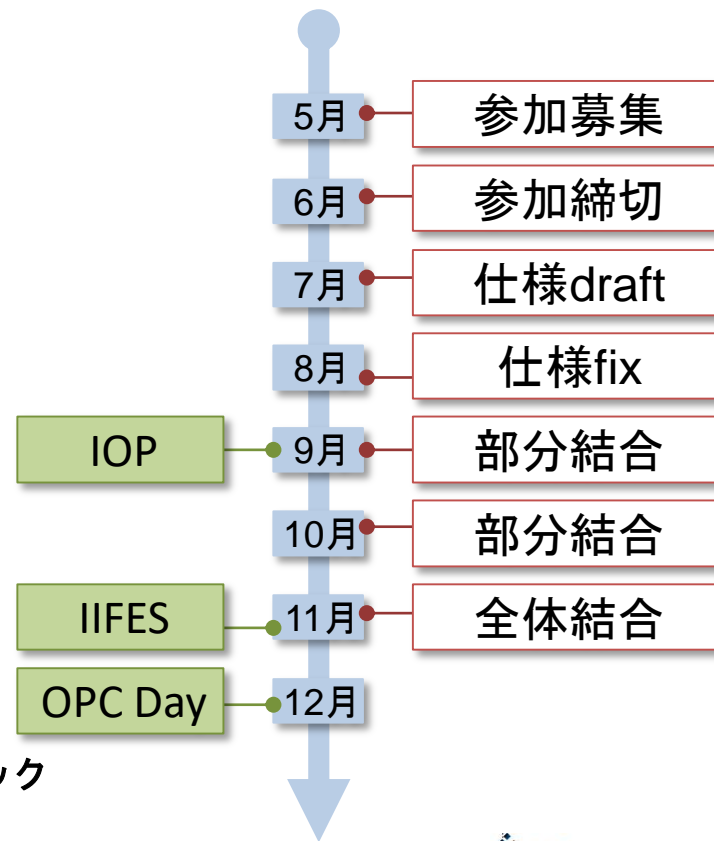 5月 参加募集
6月 参加締切
7月 仕様draft
8月 仕様fix
IOP 9月 部分結合
10月 部分結合
IIFES 11月 全体結合
OPC Day 12月
ック